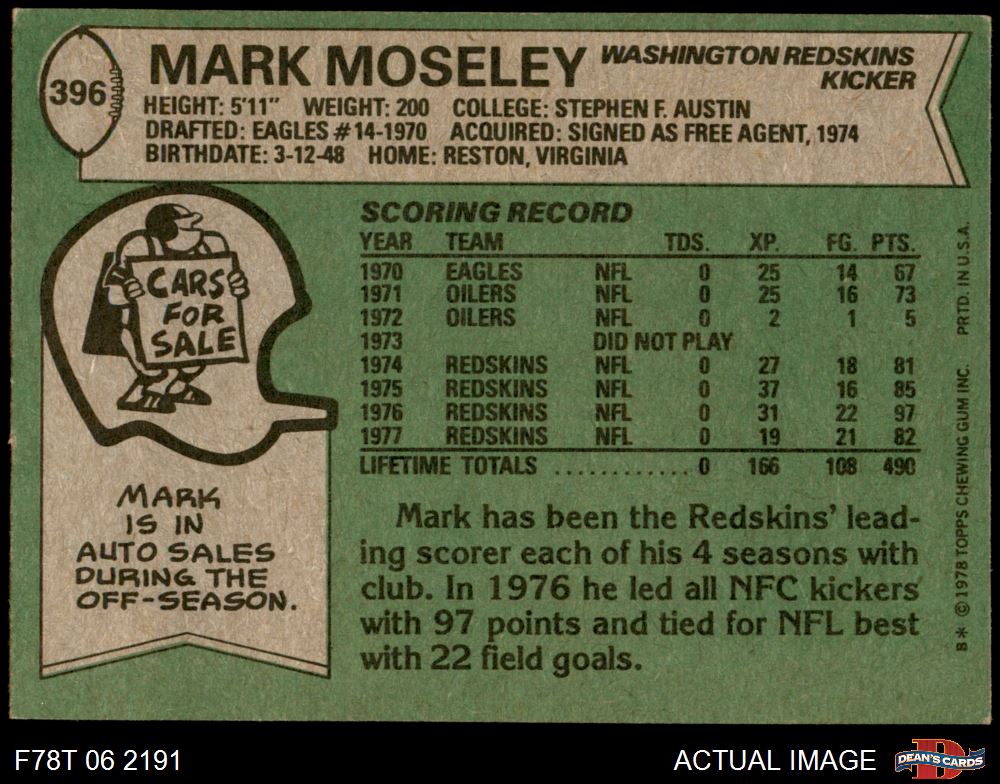 396
MARK MOSELEY
WASHINGTON REDSKINS
KICKER
HEIGHT: 5'11" WEIGHT: 200 COLLEGE: STEPHEN F. AUSTIN
DRAFTED: EAGLES #14-1970 ACQUIRED: SIGNED AS FREE AGENT, 1974
BIRTHDATE: 3-12-48 HOME: RESTON, VIRGINIA
CARS
FOR
SALE
MARK
IS IN
AUTO SALES
DURING THE
OFF-SEASON.
SCORING RECORD
YEAR TEAM TDS. XP. FG. PTS.
1970 EAGLES NFL 0 25 14 67
1971 OILERS NFL 0 25 16 73
1972 OILERS NFL 0 2 1 5
1973 DID NOT PLAY
1974 REDSKINS NFL 0 27 18 81
1975 REDSKINS NFL 0 37 16 85
1976 REDSKINS NFL 0 31 22 97
1977 REDSKINS NFL 0 19 21 82
LIFETIME TOTALS ............ 0 166 108 490
Mark has been the Redskins' lead-
ing scorer each of his 4 seasons with
club. In 1976 he led all NFC kickers
with 97 points and tied for NFL best
with 22 field goals.
B* © 1978 TOPPS CHEWING GUM INC. PRTD. IN U.S.A.
F78T 06 2191
ACTUAL IMAGE
D
DEAN'S CARDS